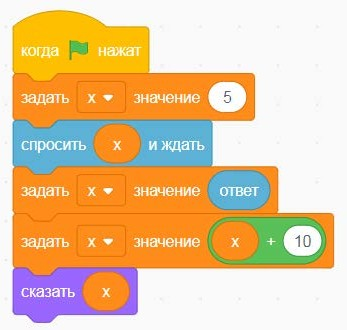 когда нажат
задать x значение 5
спросить x и ждать
задать x значение ответ
задать x значение x + 10
сказать x